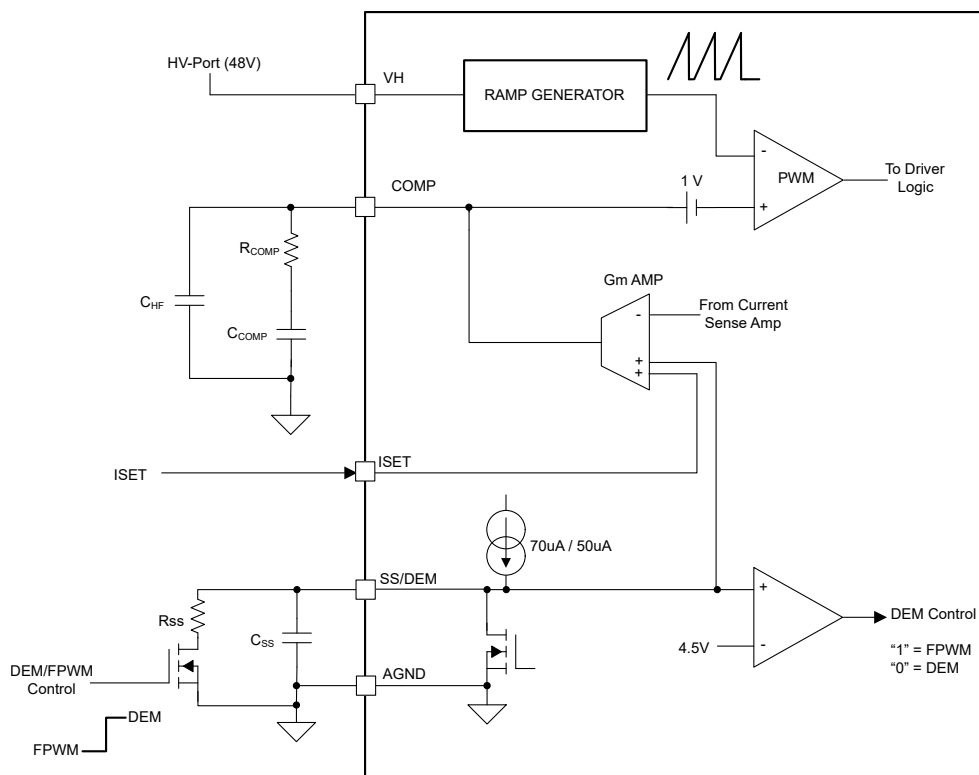 HV-Port (48V)
VH
RAMP GENERATOR
-
PWM
+
To Driver
Logic
COMP
1 V
RCOMP
CHF
CCOMP
Gm AMP
-
+
+
From Current
Sense Amp
ISET
ISET
70uA / 50uA
SS/DEM
Rss
CSS
+
4.5V
-
DEM Control
“1” = FPWM
“0” = DEM
DEM/FPWM
Control
AGND
DEM
FPWM